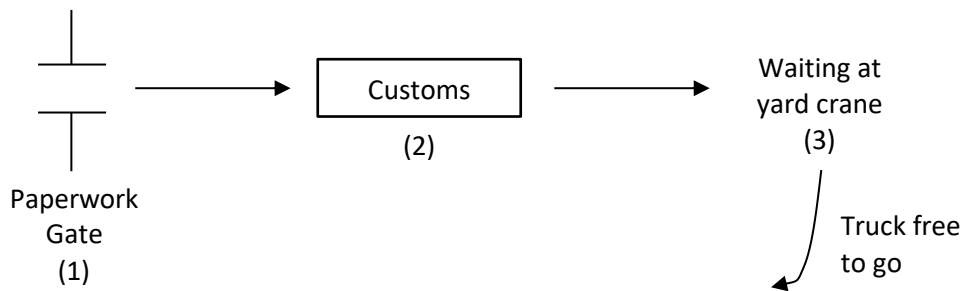 Paperwork
Gate
(1)
Customs
(2)
Waiting at
yard crane
(3)
Truck free
to go